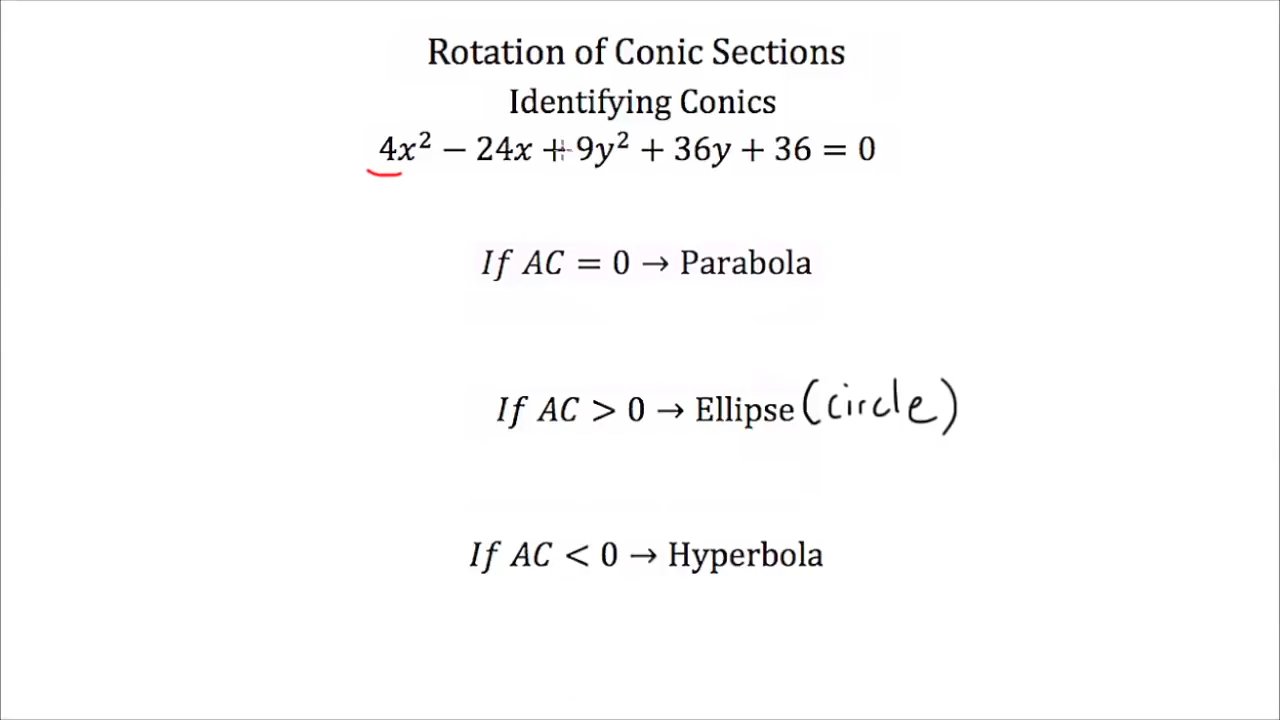 Rotation of Conic Sections
Identifying Conics
4x² − 24x + 9y² + 36y + 36 = 0
If AC = 0 → Parabola
If AC > 0 → Ellipse (circle)
If AC < 0 → Hyperbola